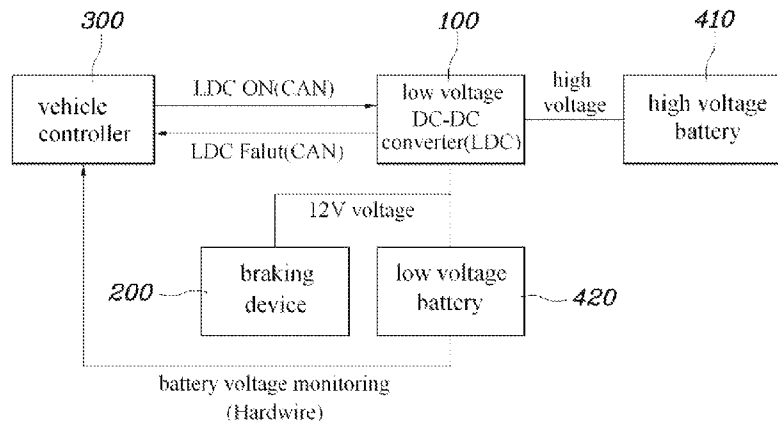 300
100
410
vehicle
controller
LDC ON(CAN)
LDC Falut(CAN)
low voltage
DC-DC
converter(LDC)
high
voltage
high voltage
battery
12V voltage
200
braking
device
low voltage
battery
420
battery voltage monitoring
(Hardwire)